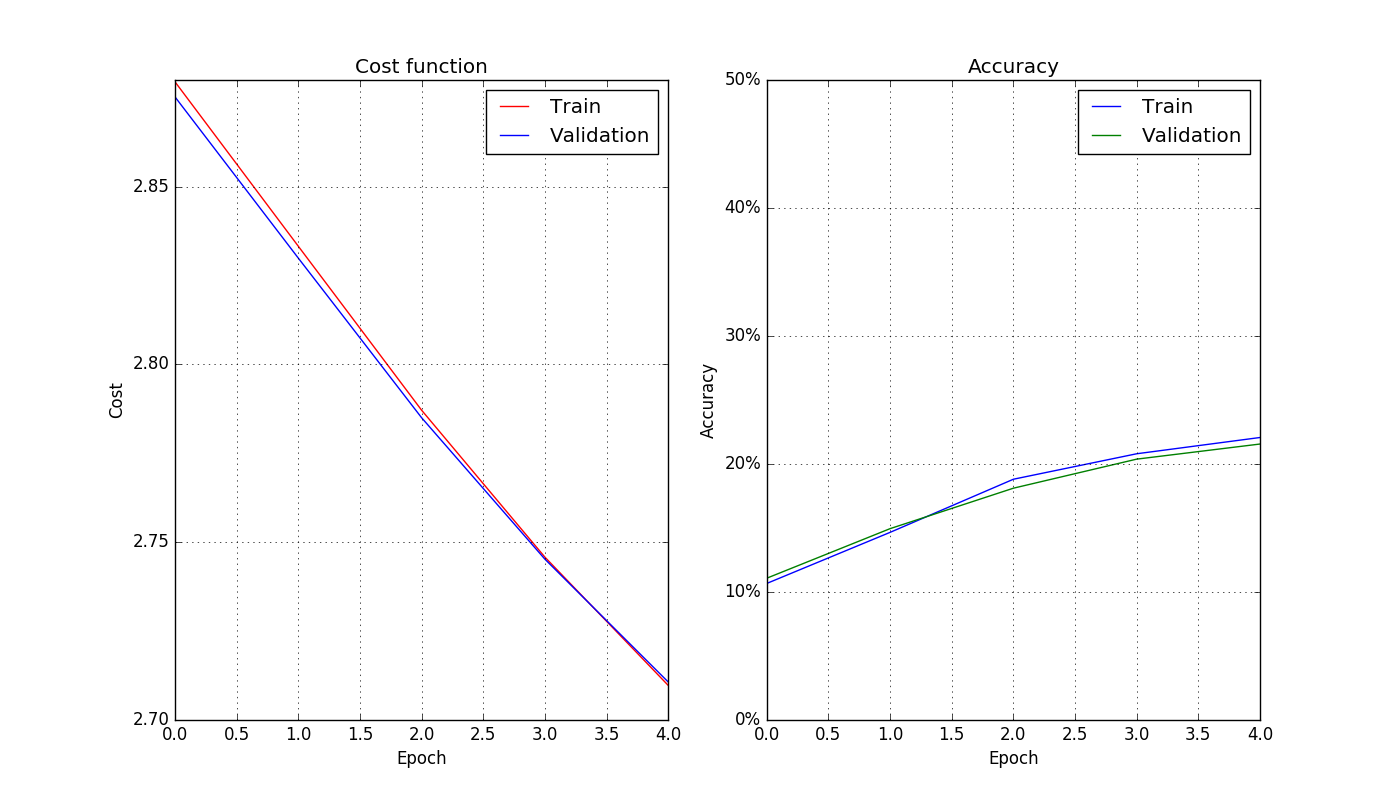 Cost function
Train
Validation
2.85
2.80
2.75
2.70
Cost
0.0 0.5 1.0 1.5 2.0 2.5 3.0 3.5 4.0
Epoch
Accuracy
Train
Validation
50%
40%
30%
20%
10%
0%
Accuracy
0.0 0.5 1.0 1.5 2.0 2.5 3.0 3.5 4.0
Epoch